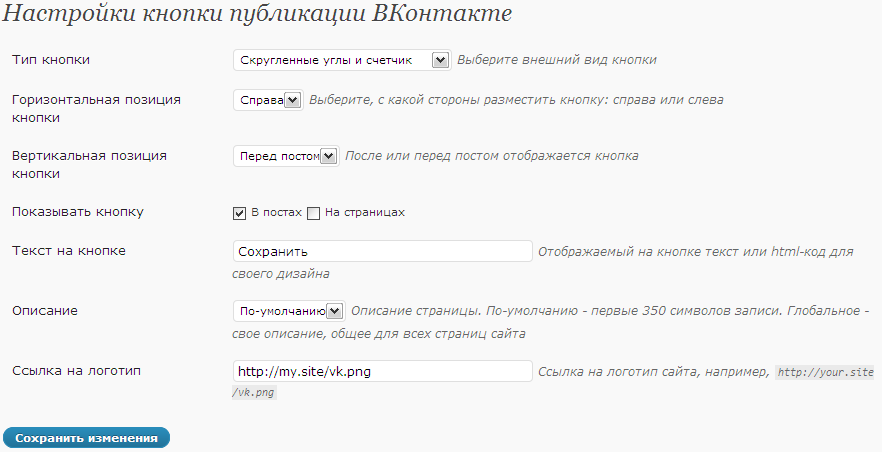 Настройки кнопки публикации ВКонтакте
Тип кнопки
Скругленные углы и счетчик Выберите внешний вид кнопки
Горизонтальная позиция
кнопки
Справа Выберите, с какой стороны разместить кнопку: справа или слева
Вертикальная позиция
кнопки
Перед постом После или перед постом отображается кнопка
Показывать кнопку
В постах На страницах
Текст на кнопке
Сохранить Отображаемый на кнопке текст или html-код для
своего дизайна
Описание
По-умолчанию Описание страницы. По-умолчанию - первые 350 символов записи. Глобальное -
свое описание, общее для всех страниц сайта
Ссылка на логотип
http://my.site/vk.png Ссылка на логотип сайта, например, http://your.site
/vk.png
Сохранить изменения